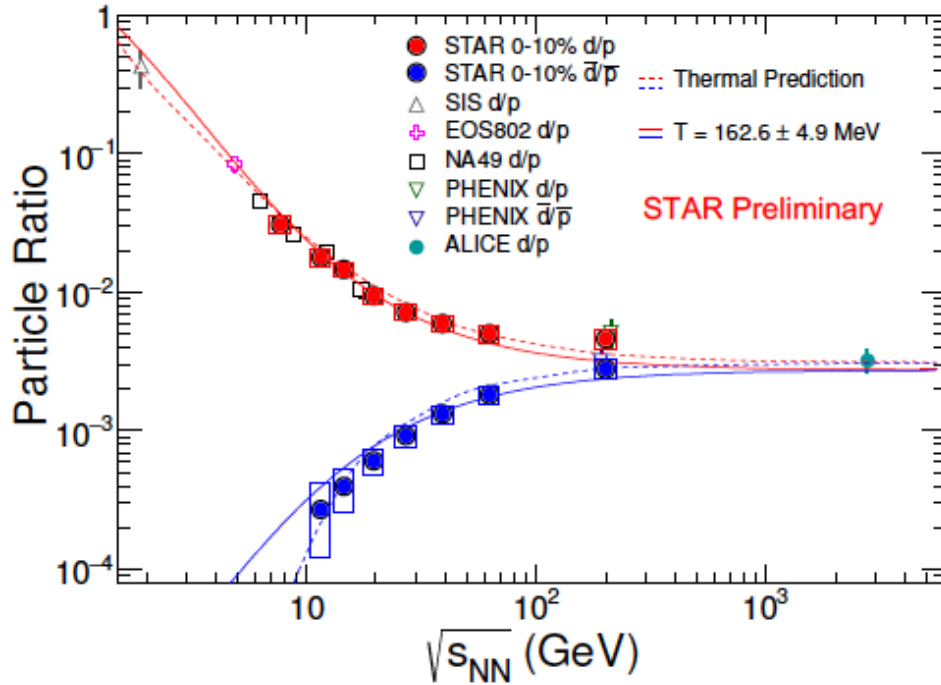 STAR 0-10% d/p
STAR 0-10% d̅/p̅
SIS d/p
EOS802 d/p
NA49 d/p
PHENIX d/p
PHENIX d̅/p̅
ALICE d/p
Thermal Prediction
T = 162.6 ± 4.9 MeV
STAR Preliminary
Particle Ratio
1
10⁻¹
10⁻²
10⁻³
10⁻⁴
10
10²
10³
√s_NN (GeV)